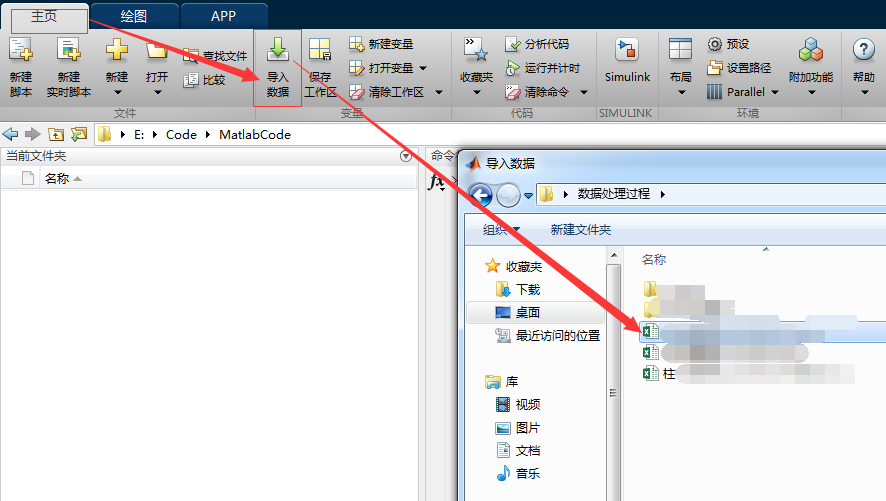 主页 绘图 APP
新建脚本 新建实时脚本 新建 打开 查找文件 比较 导入数据 保存工作区 新建变量 打开变量 清除工作区 收藏夹 分析代码 运行并计时 清除命令 Simulink 布局 预设 设置路径 Parallel 附加功能 帮助
文件 变量 代码 SIMULINK 环境
E: Code MatlabCode
当前文件夹
名称
命令
fx
导入数据
数据处理过程
组织 新建文件夹
收藏夹
下载
桌面
最近访问的位置
库
视频
图片
文档
音乐
名称
柱